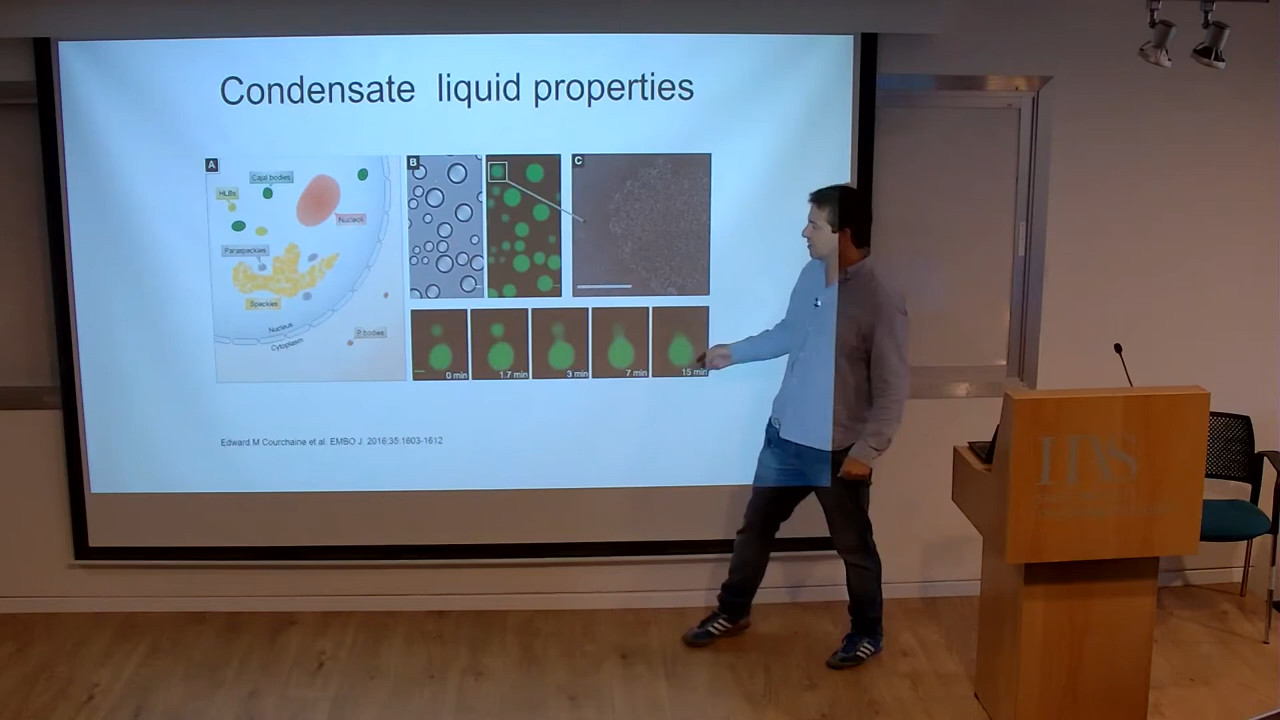 Condensate liquid properties
A
Cajal bodies
HLBs
Nucleoli
Paraspeckles
Speckles
Nucleus
Cytoplasm
P bodies
B
C
0 min
1.7 min
3 min
7 min
15 min
Edward M Courchaine et al. EMBO J. 2016;35:1603-1612